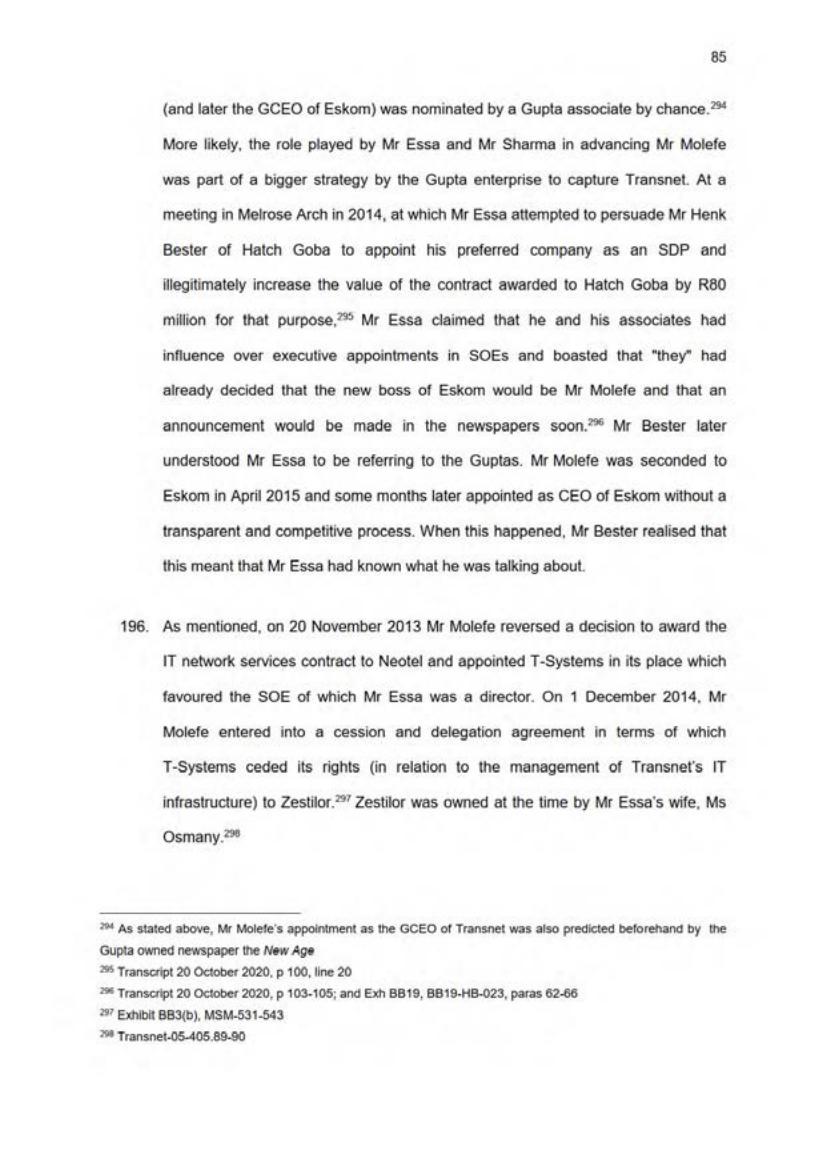 85
(and later the GCEO of Eskom) was nominated by a Gupta associate by chance.294
More likely, the role played by Mr Essa and Mr Sharma in advancing Mr Molefe
was part of a bigger strategy by the Gupta enterprise to capture Transnet. At a
meeting in Melrose Arch in 2014, at which Mr Essa attempted to persuade Mr Henk
Bester of Hatch Goba to appoint his preferred company as an SDP and
illegitimately increase the value of the contract awarded to Hatch Goba by R80
million for that purpose,295 Mr Essa claimed that he and his associates had
influence over executive appointments in SOEs and boasted that "they" had
already decided that the new boss of Eskom would be Mr Molefe and that an
announcement would be made in the newspapers soon.296 Mr Bester later
understood Mr Essa to be referring to the Guptas. Mr Molefe was seconded to
Eskom in April 2015 and some months later appointed as CEO of Eskom without a
transparent and competitive process. When this happened, Mr Bester realised that
this meant that Mr Essa had known what he was talking about.
196. As mentioned, on 20 November 2013 Mr Molefe reversed a decision to award the
IT network services contract to Neotel and appointed T-Systems in its place which
favoured the SOE of which Mr Essa was a director. On 1 December 2014, Mr
Molefe entered into a cession and delegation agreement in terms of which
T-Systems ceded its rights (in relation to the management of Transnet's IT
infrastructure) to Zestilor.297 Zestilor was owned at the time by Mr Essa's wife, Ms
Osmany.298
294 As stated above, Mr Molefe's appointment as the GCEO of Transnet was also predicted beforehand by the
Gupta owned newspaper the New Age
295 Transcript 20 October 2020, p 100, line 20
296 Transcript 20 October 2020, p 103-105; and Exh BB19, BB19-HB-023, paras 62-66
297 Exhibit BB3(b), MSM-531-543
298 Transnet-05-405.89-90